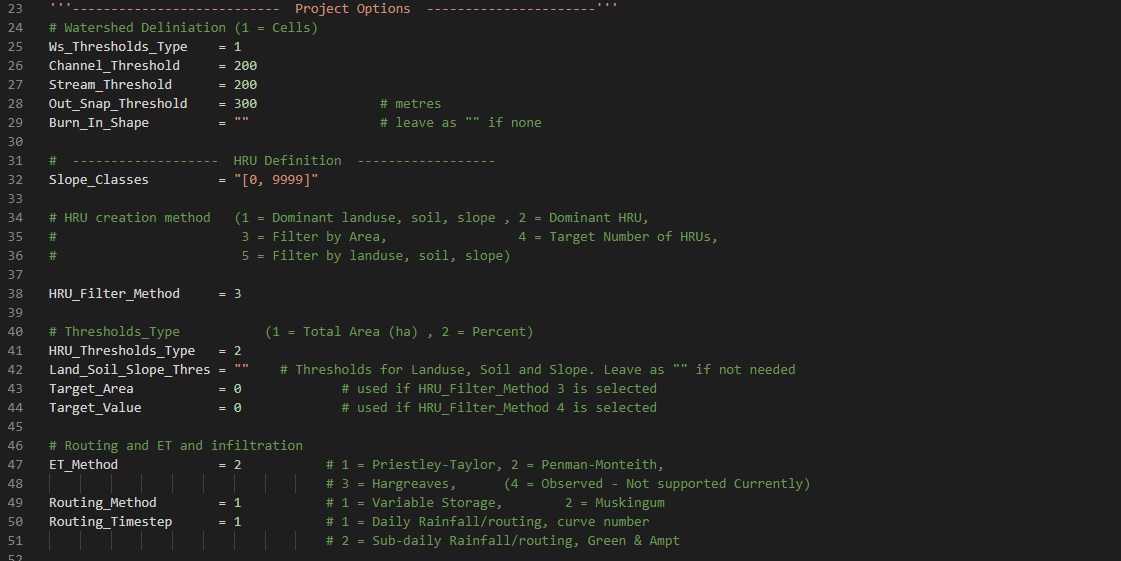 23 '''--------------------------- Project Options ----------------------'''
24 # Watershed Deliniation (1 = Cells)
25 Ws_Thresholds_Type = 1
26 Channel_Threshold = 200
27 Stream_Threshold = 200
28 Out_Snap_Threshold = 300 # metres
29 Burn_In_Shape = "" # leave as "" if none
30
31 # ------------------- HRU Definition ------------------
32 Slope_Classes = "[0, 9999]"
33
34 # HRU creation method (1 = Dominant landuse, soil, slope , 2 = Dominant HRU,
35 # 3 = Filter by Area, 4 = Target Number of HRUs,
36 # 5 = Filter by landuse, soil, slope)
37
38 HRU_Filter_Method = 3
39
40 # Thresholds_Type (1 = Total Area (ha) , 2 = Percent)
41 HRU_Thresholds_Type = 2
42 Land_Soil_Slope_Thres = "" # Thresholds for Landuse, Soil and Slope. Leave as "" if not needed
43 Target_Area = 0 # used if HRU_Filter_Method 3 is selected
44 Target_Value = 0 # used if HRU_Filter_Method 4 is selected
45
46 # Routing and ET and infiltration
47 ET_Method = 2 # 1 = Priestley-Taylor, 2 = Penman-Monteith,
48 # 3 = Hargreaves, (4 = Observed - Not supported Currently)
49 Routing_Method = 1 # 1 = Variable Storage, 2 = Muskingum
50 Routing_Timestep = 1 # 1 = Daily Rainfall/routing, curve number
51 # 2 = Sub-daily Rainfall/routing, Green & Ampt
52